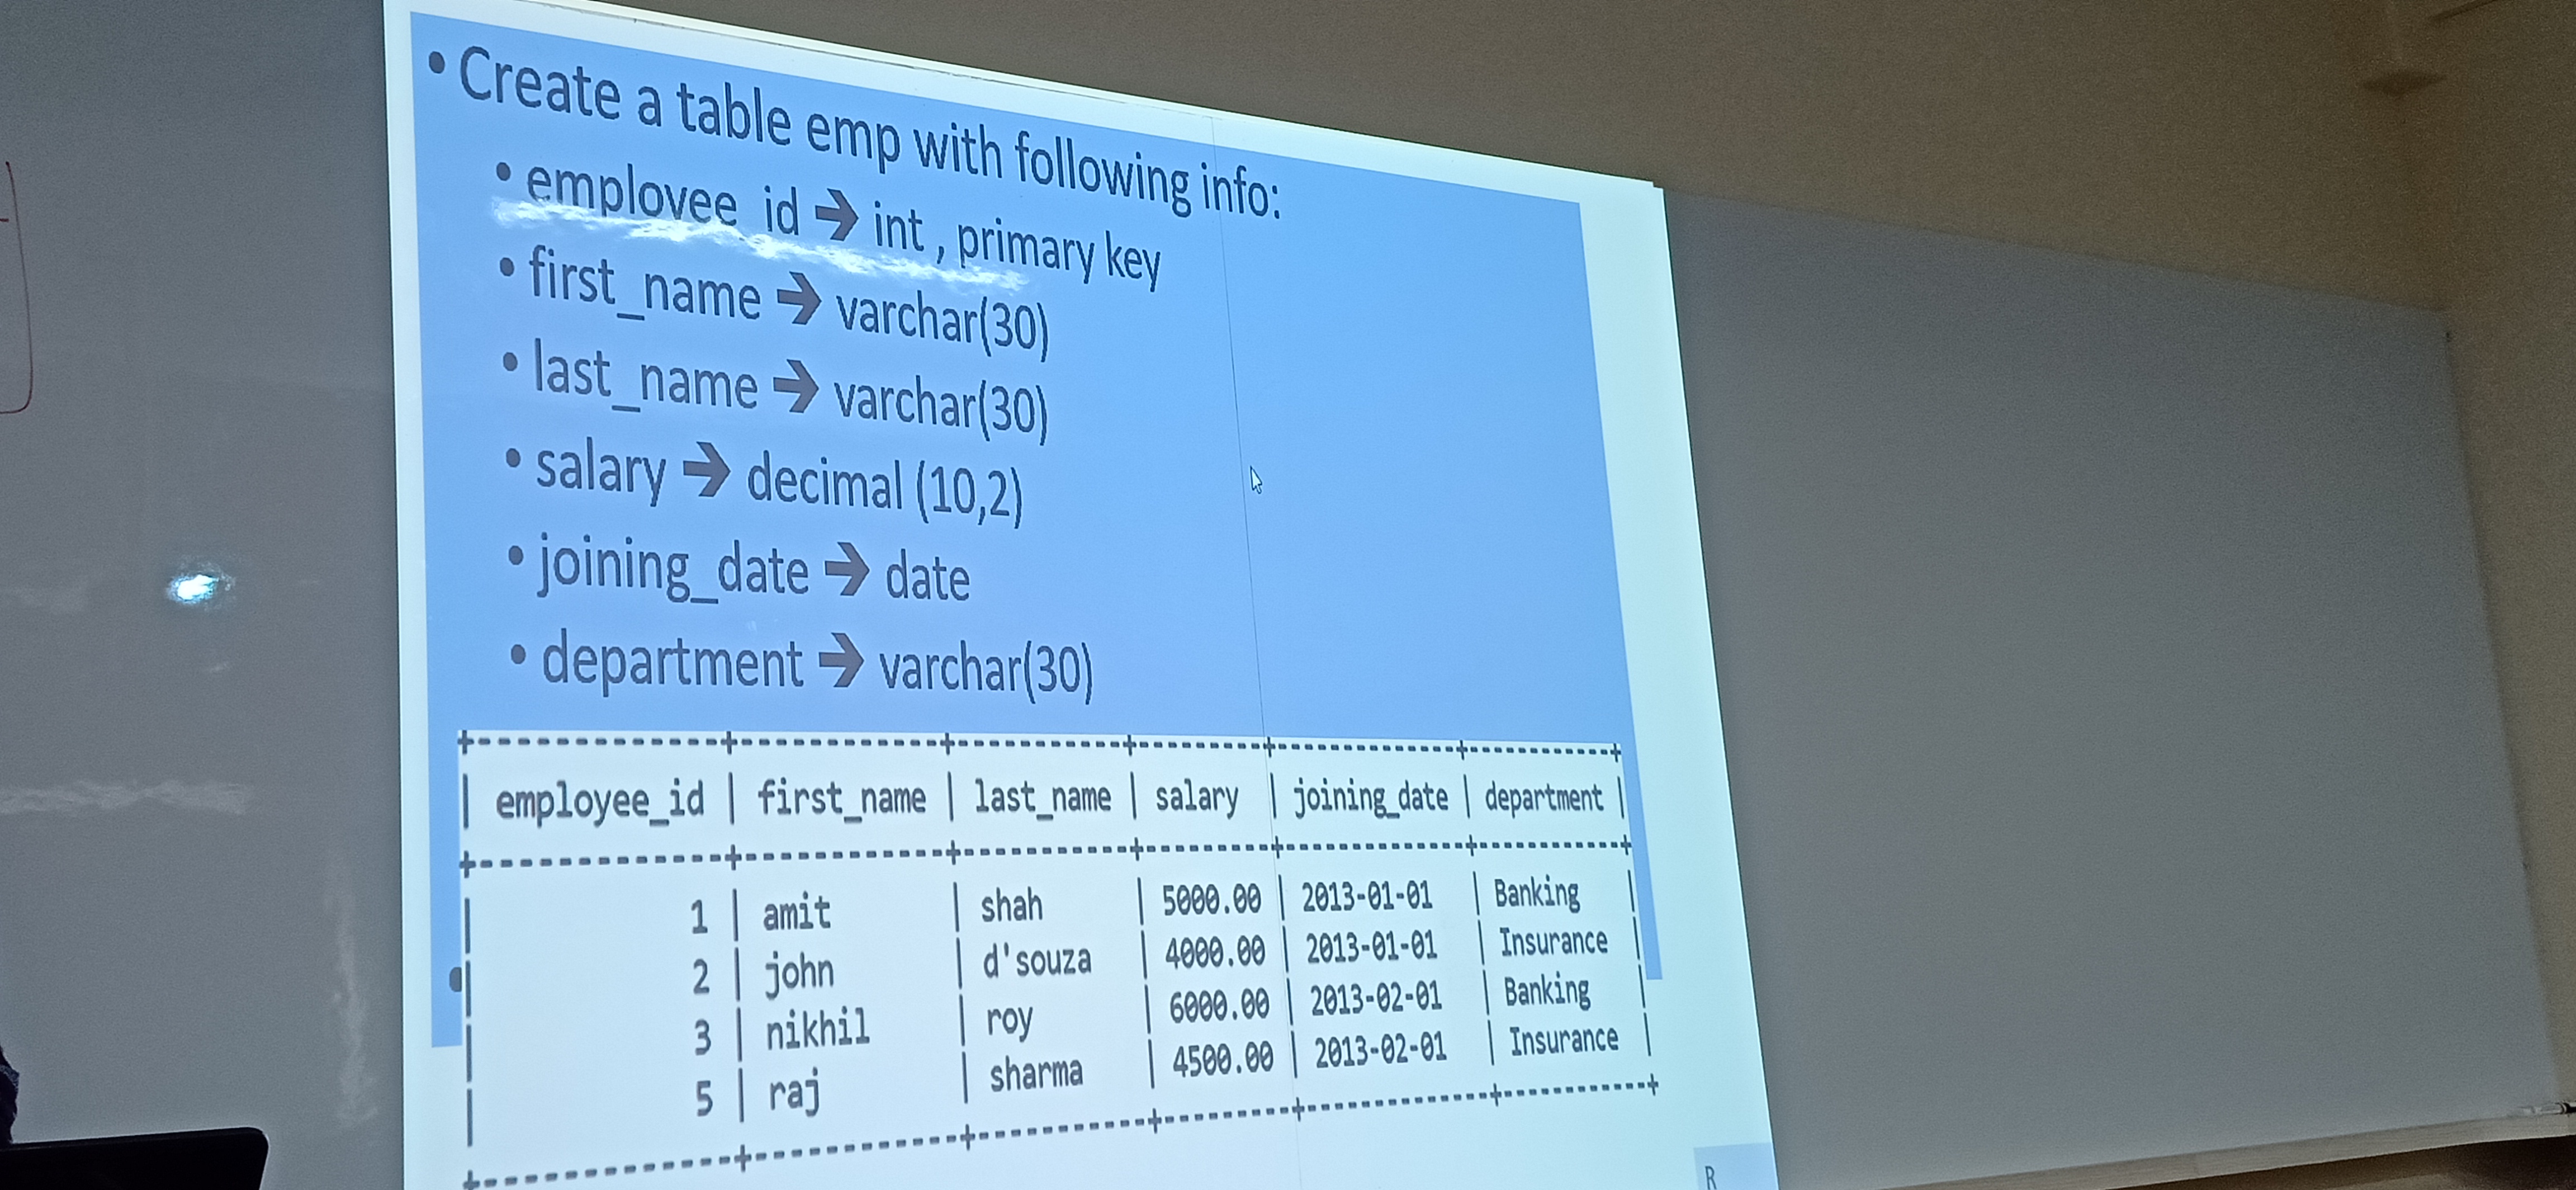 • Create a table emp with following info:
• employee_id ➔ int , primary key
• first_name ➔ varchar(30)
• last_name ➔ varchar(30)
• salary ➔ decimal (10,2)
• joining_date ➔ date
• department ➔ varchar(30)
| employee_id | first_name | last_name | salary | joining_date | department |
| 1 | amit | shah | 5000.00 | 2013-01-01 | Banking |
| 2 | john | d'souza | 4000.00 | 2013-01-01 | Insurance |
| 3 | nikhil | roy | 6000.00 | 2013-02-01 | Banking |
| 5 | raj | sharma | 4500.00 | 2013-02-01 | Insurance |
R